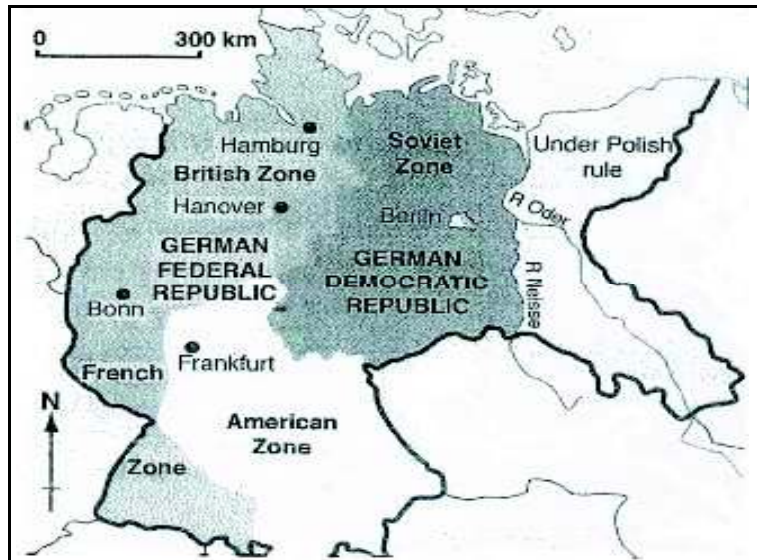 0 300 km
Hamburg
British Zone
Hanover
GERMAN
FEDERAL
REPUBLIC
Bonn
Frankfurt
French
Zone
American
Zone
Soviet
Zone
Berlin
GERMAN
DEMOCRATIC
REPUBLIC
Under Polish
rule
R Oder
R Neisse
N